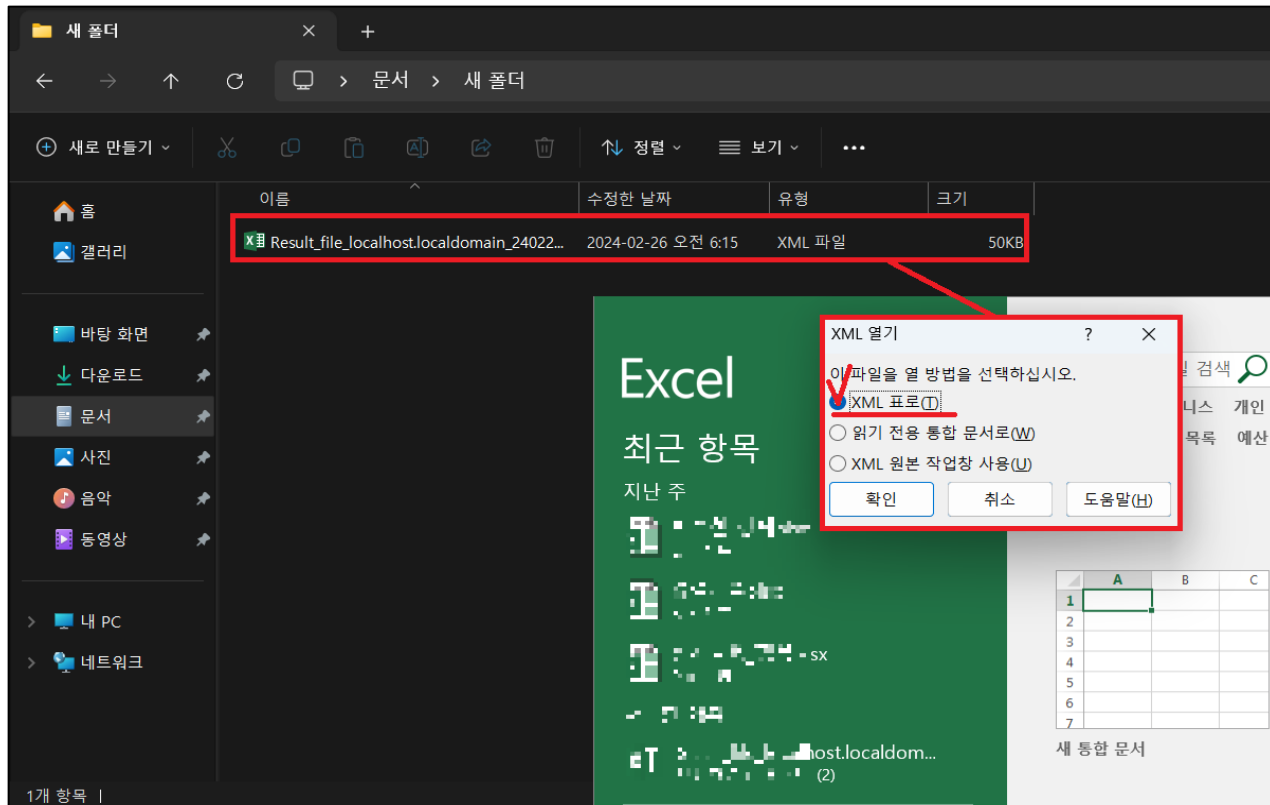 새 폴더
문서 > 새 폴더
새로 만들기
정렬
보기
이름
수정한 날짜
유형
크기
Result_file_localhost.localdomain_24022...
2024-02-26 오전 6:15
XML 파일
50KB
홈
갤러리
바탕 화면
다운로드
문서
사진
음악
동영상
내 PC
네트워크
1개 항목
Excel
최근 항목
지난 주
sx
host.localdom...
(2)
XML 열기
?
이 파일을 열 방법을 선택하십시오.
XML 표로(T)
읽기 전용 통합 문서로(W)
XML 원본 작업창 사용(U)
확인
취소
도움말(H)
검색
니스
개인
목록
예산
A B C
1
2
3
4
5
6
7
새 통합 문서